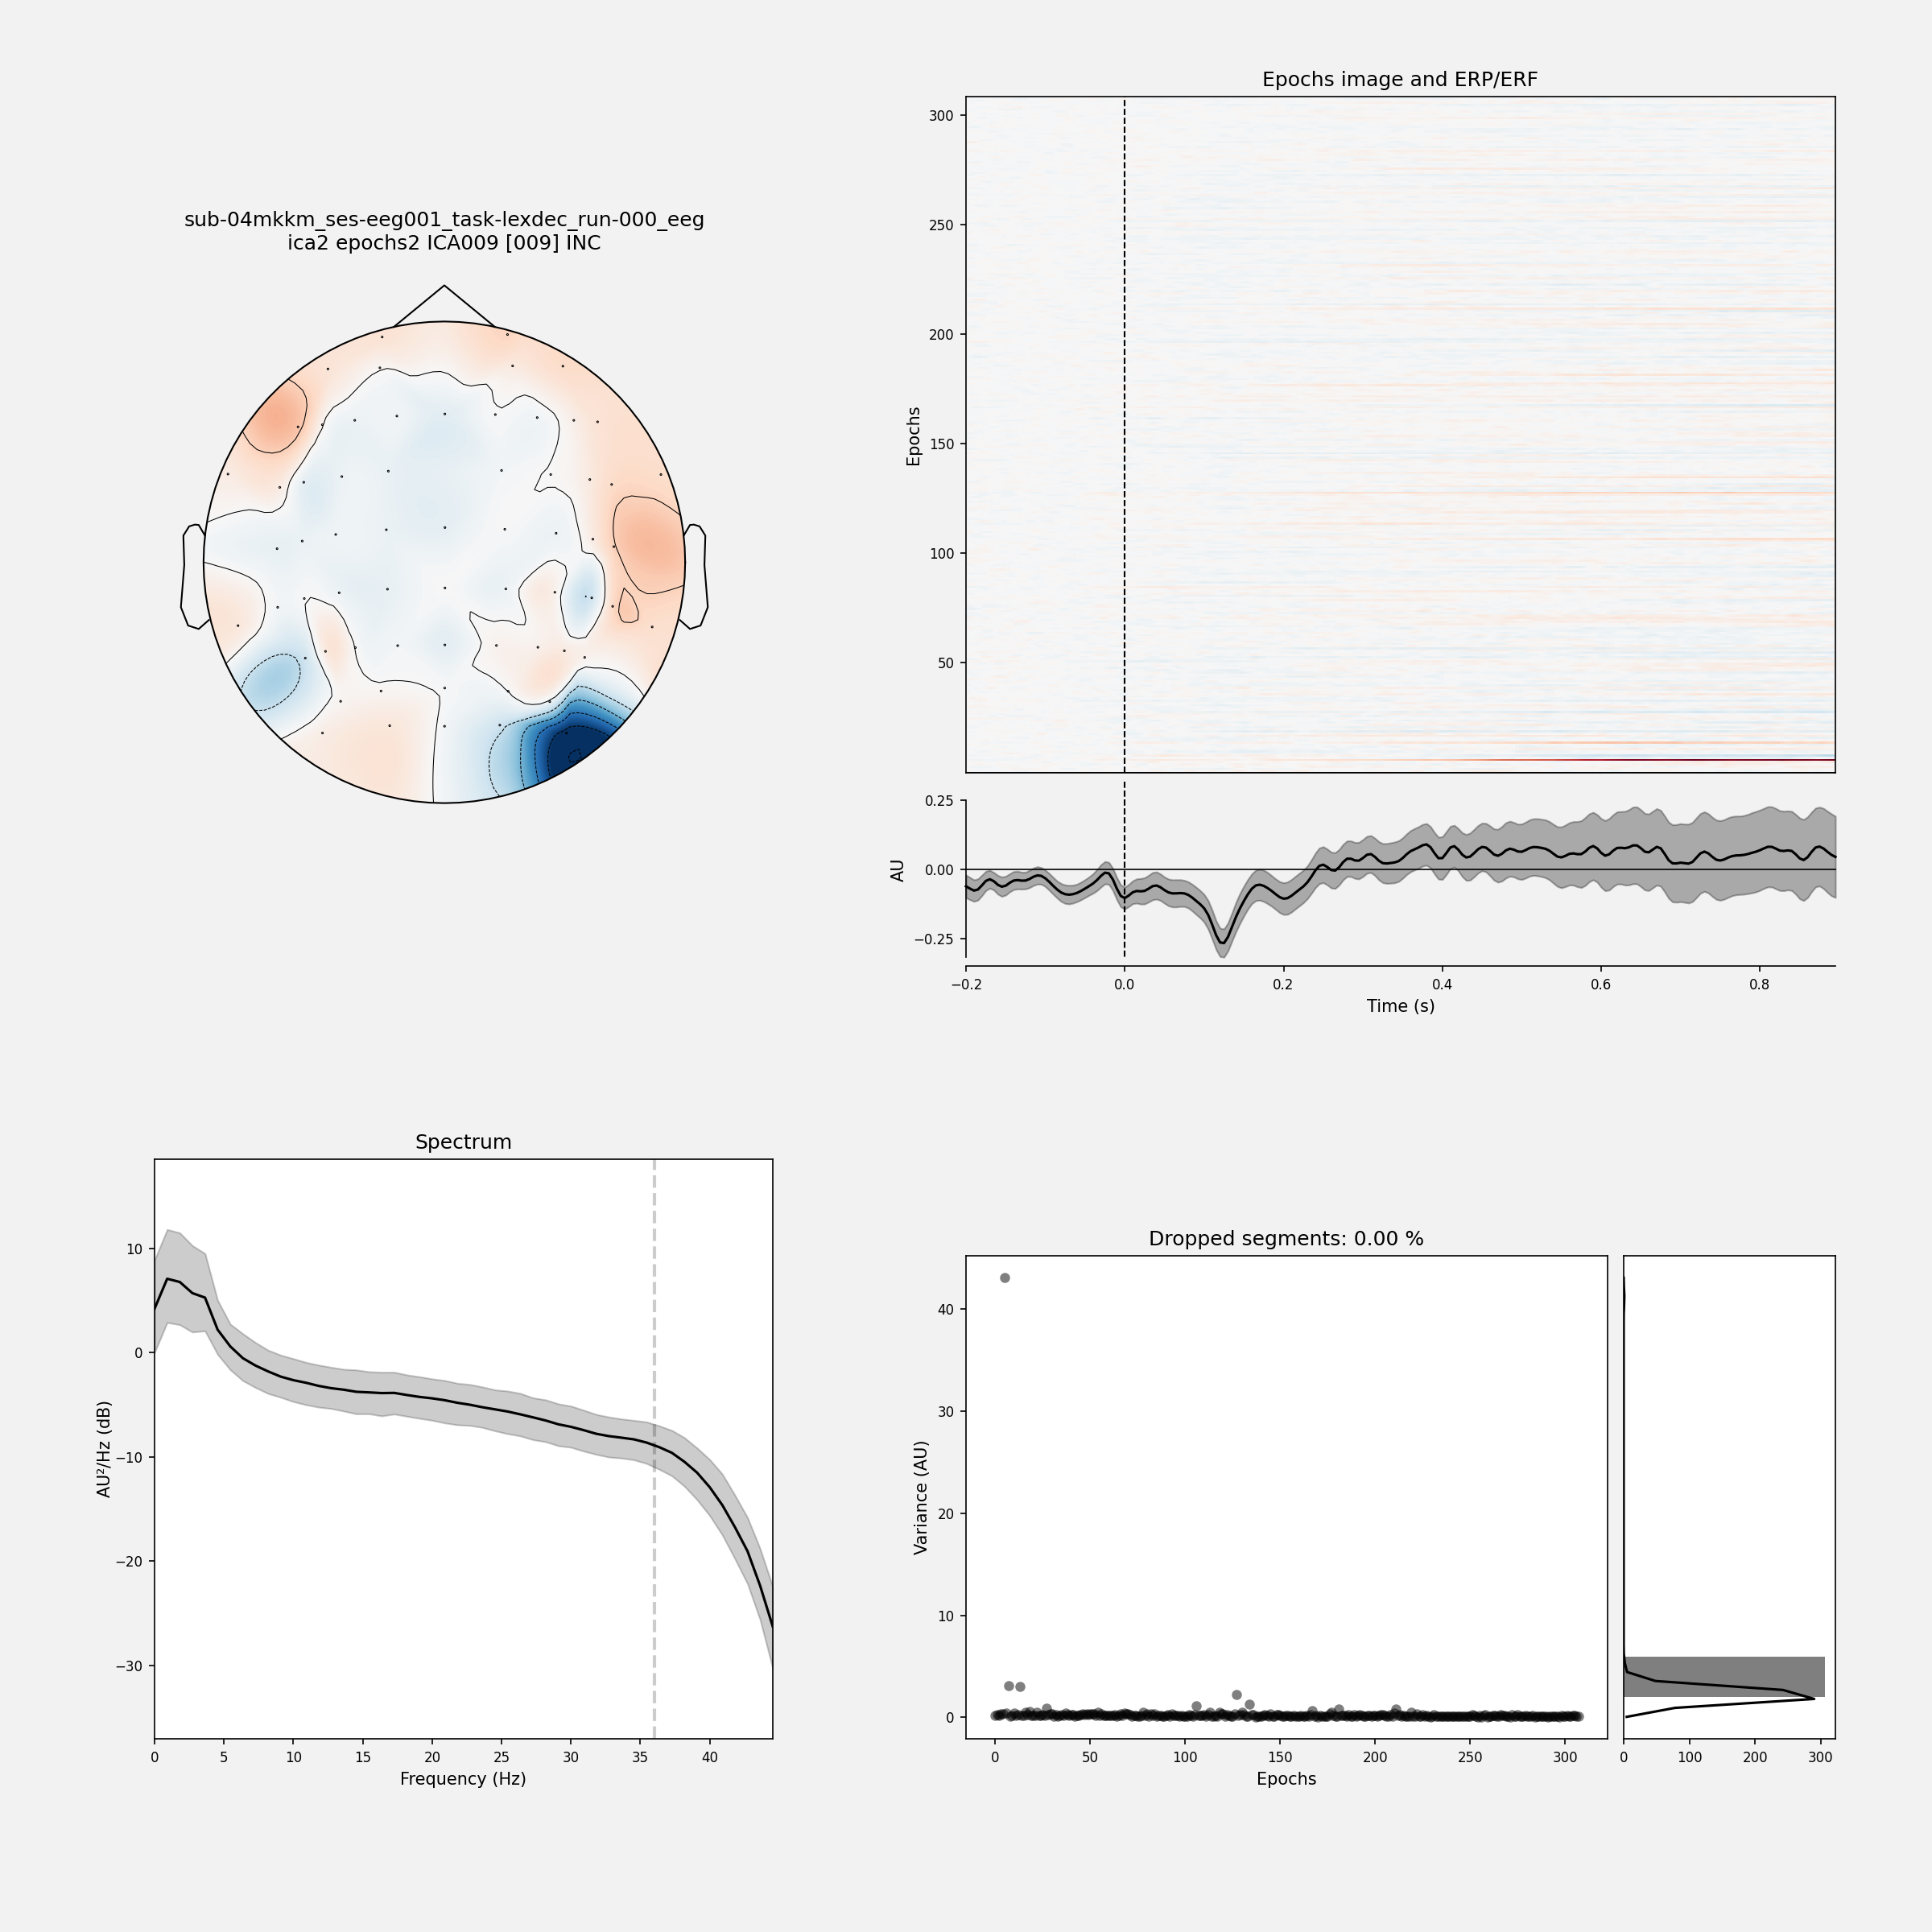 sub-04mkkm_ses-eeg001_task-lexdec_run-000_eeg
ica2 epochs2 ICA009 [009] INC
Epochs image and ERP/ERF
300
250
200
150
100
50
Epochs
0.25
0.00
−0.25
AU
−0.2 0.0 0.2 0.4 0.6 0.8
Time (s)
Spectrum
10
0
−10
−20
−30
AU²/Hz (dB)
0 5 10 15 20 25 30 35 40
Frequency (Hz)
Dropped segments: 0.00 %
40
30
20
10
0
Variance (AU)
0 50 100 150 200 250 300
Epochs
0 100 200 300